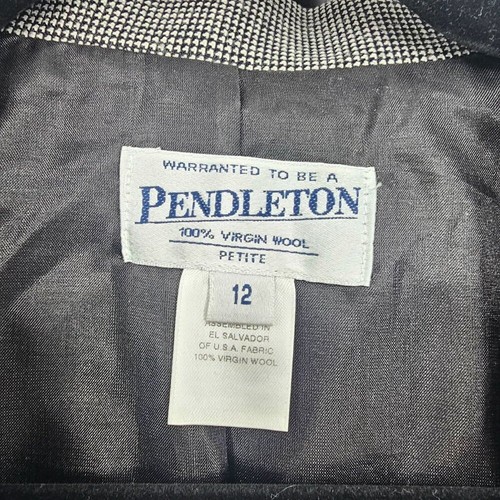 WARRANTED TO BE A
PENDLETON
100% VIRGIN WOOL
PETITE
12
ASSEMBLED IN
EL SALVADOR
OF U.S.A. FABRIC
100% VIRGIN WOOL